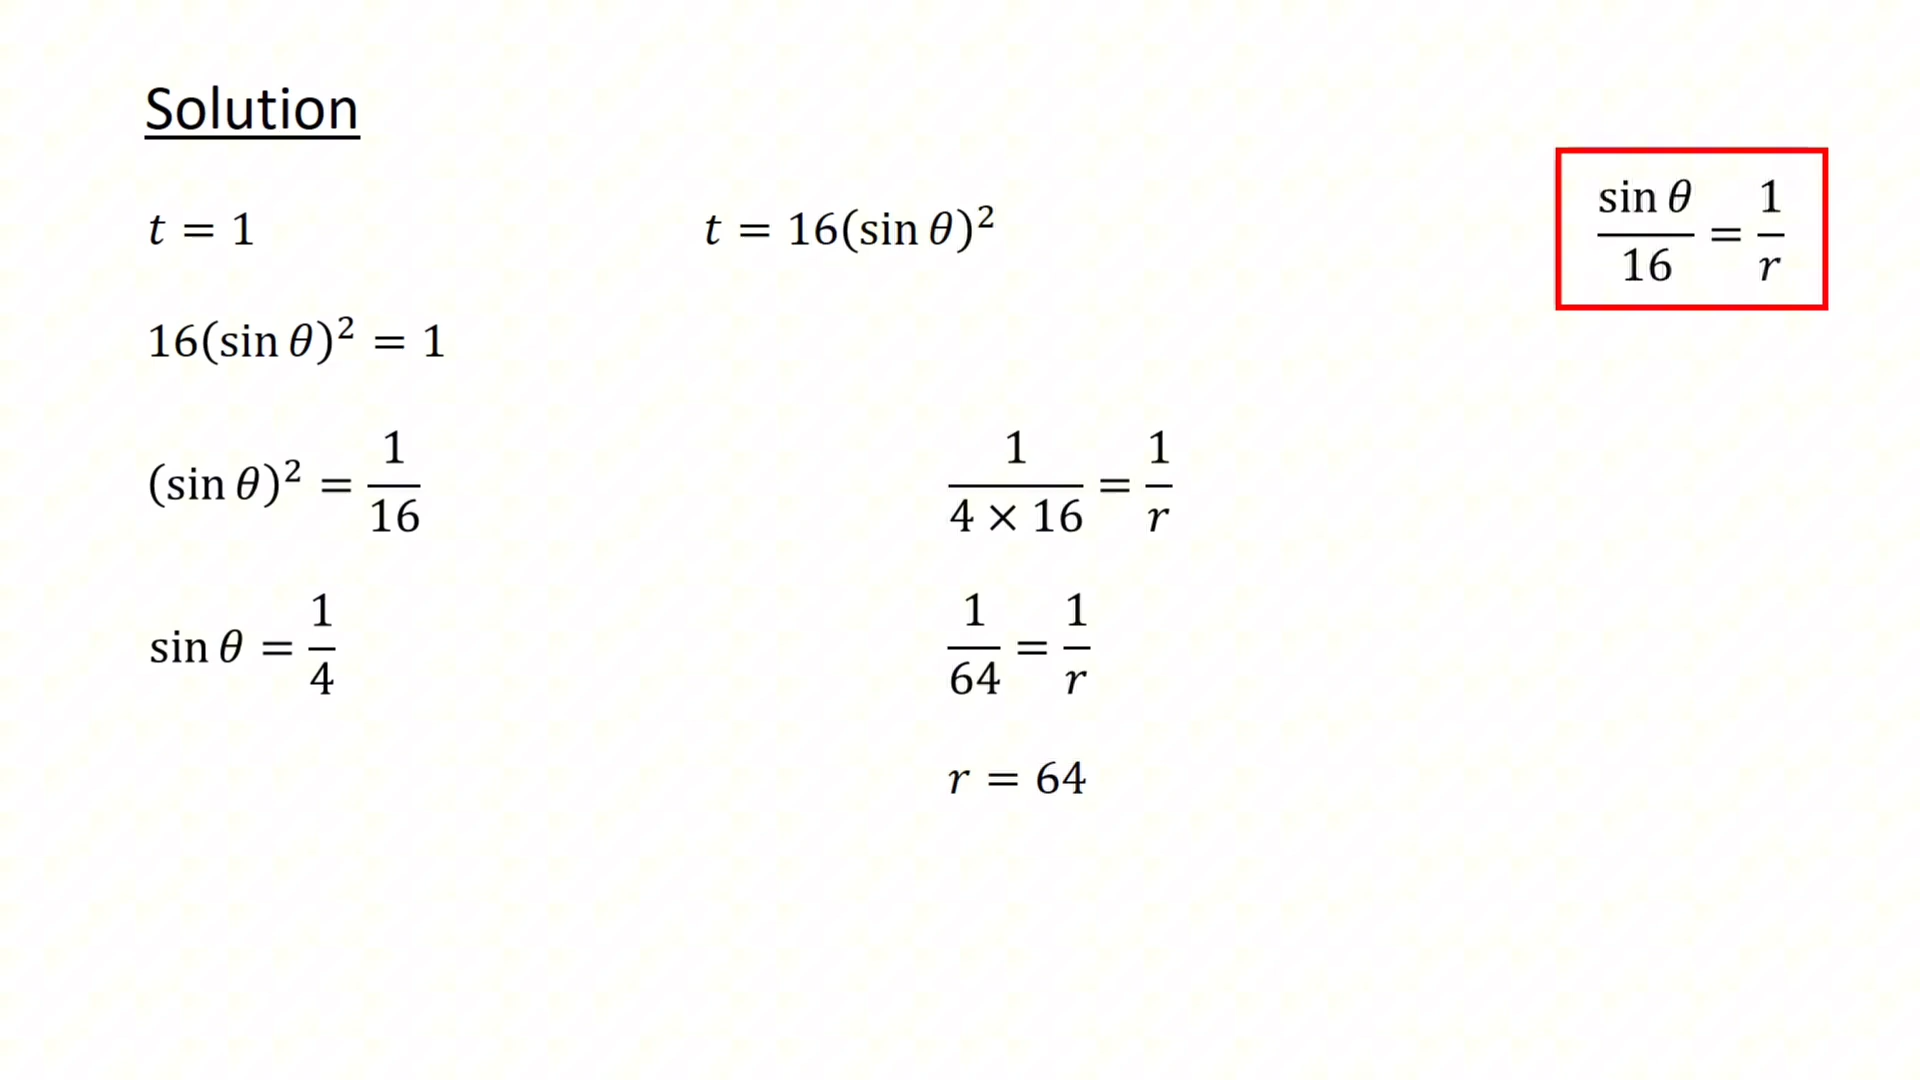 Solution
t = 1
t = 16(sin θ)²
sin θ / 16 = 1 / r
16(sin θ)² = 1
(sin θ)² = 1 / 16
1 / 4 × 16 = 1 / r
sin θ = 1 / 4
1 / 64 = 1 / r
r = 64